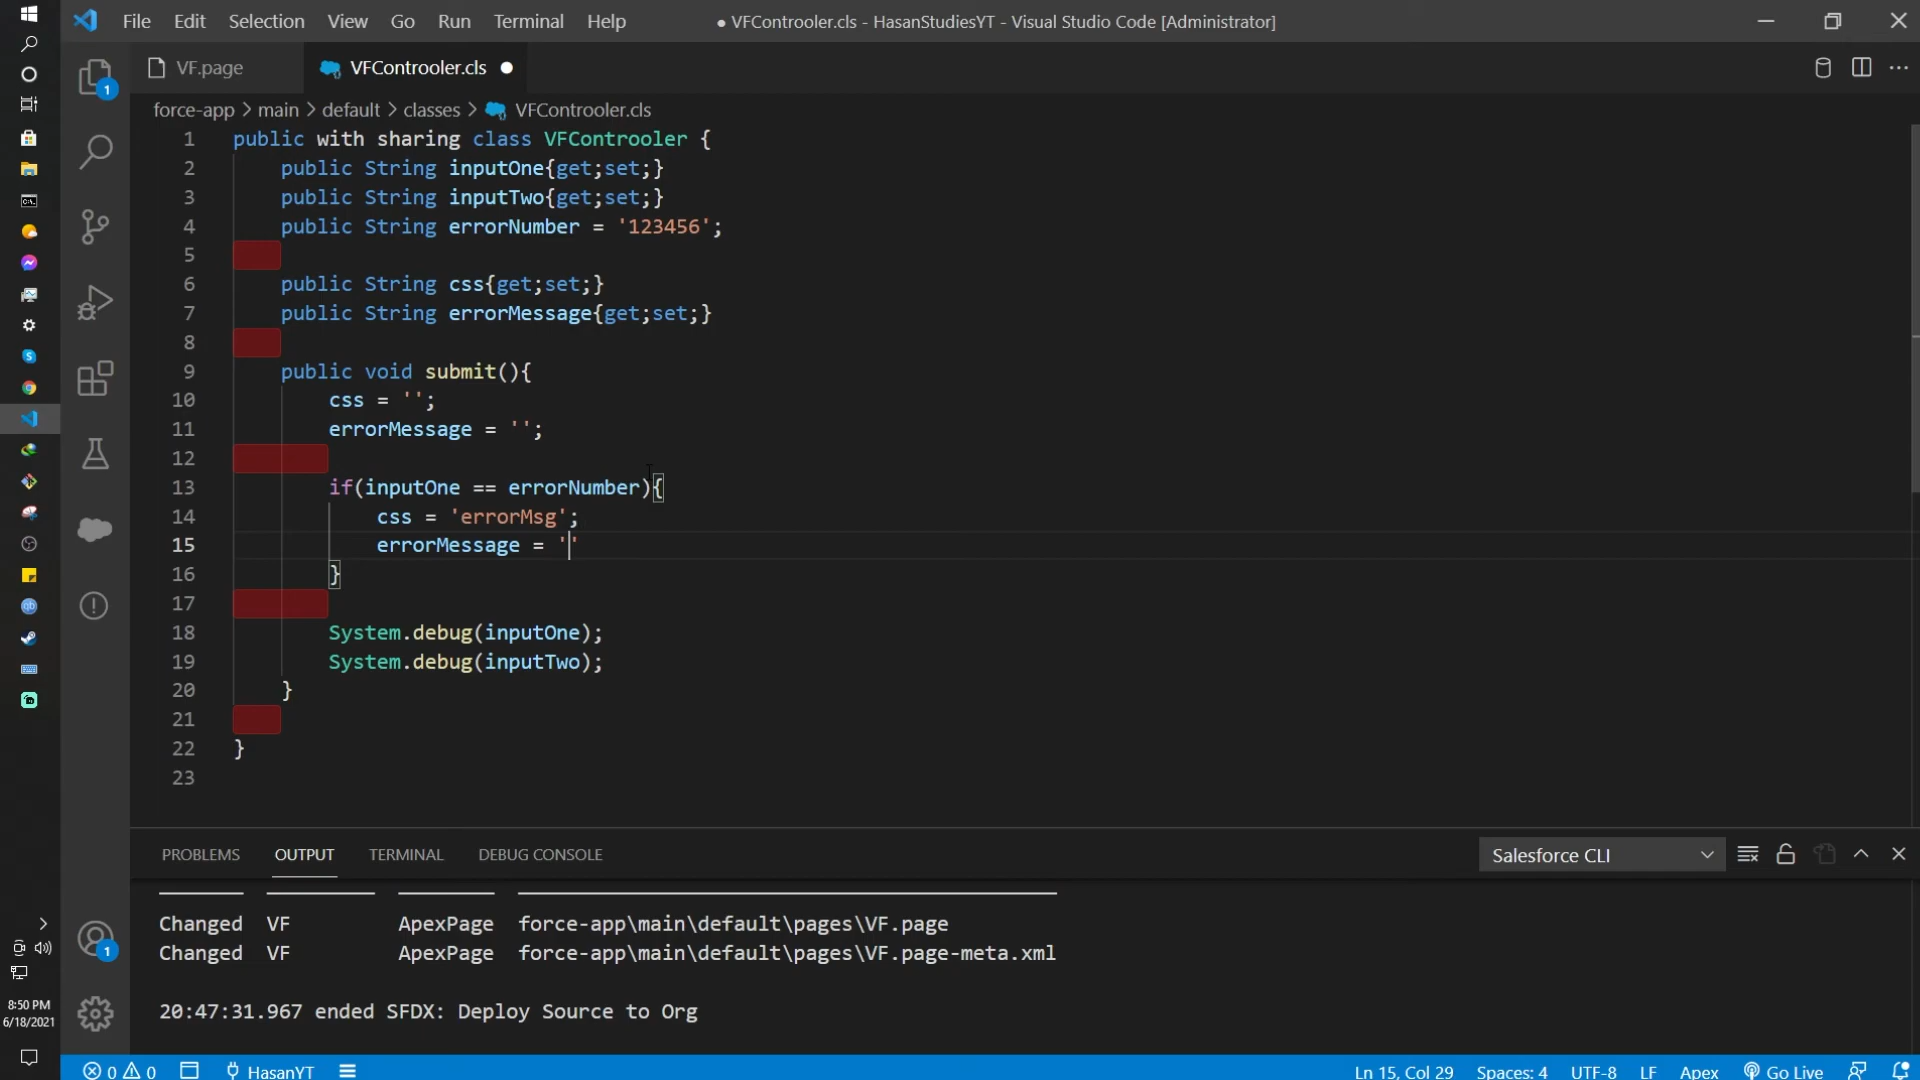 File Edit Selection View Go Run Terminal Help
● VFControoler.cls - HasanStudiesYT - Visual Studio Code [Administrator]
VF.page
VFControoler.cls
force-app > main > default > classes > VFControoler.cls
1 public with sharing class VFControoler {
2 public String inputOne{get;set;}
3 public String inputTwo{get;set;}
4 public String errorNumber = '123456';
5
6 public String css{get;set;}
7 public String errorMessage{get;set;}
8
9 public void submit(){
10 css = '';
11 errorMessage = '';
12
13 if(inputOne == errorNumber){
14 css = 'errorMsg';
15 errorMessage = ''
16 }
17
18 System.debug(inputOne);
19 System.debug(inputTwo);
20 }
21
22 }
23
1
PROBLEMS OUTPUT TERMINAL DEBUG CONSOLE
Salesforce CLI
Changed VF ApexPage force-app\main\default\pages\VF.page
Changed VF ApexPage force-app\main\default\pages\VF.page-meta.xml
20:47:31.967 ended SFDX: Deploy Source to Org
1
8:50 PM
6/18/2021
0 0 HasanYT
Ln 15, Col 29 Spaces: 4 UTF-8 LF Apex Go Live